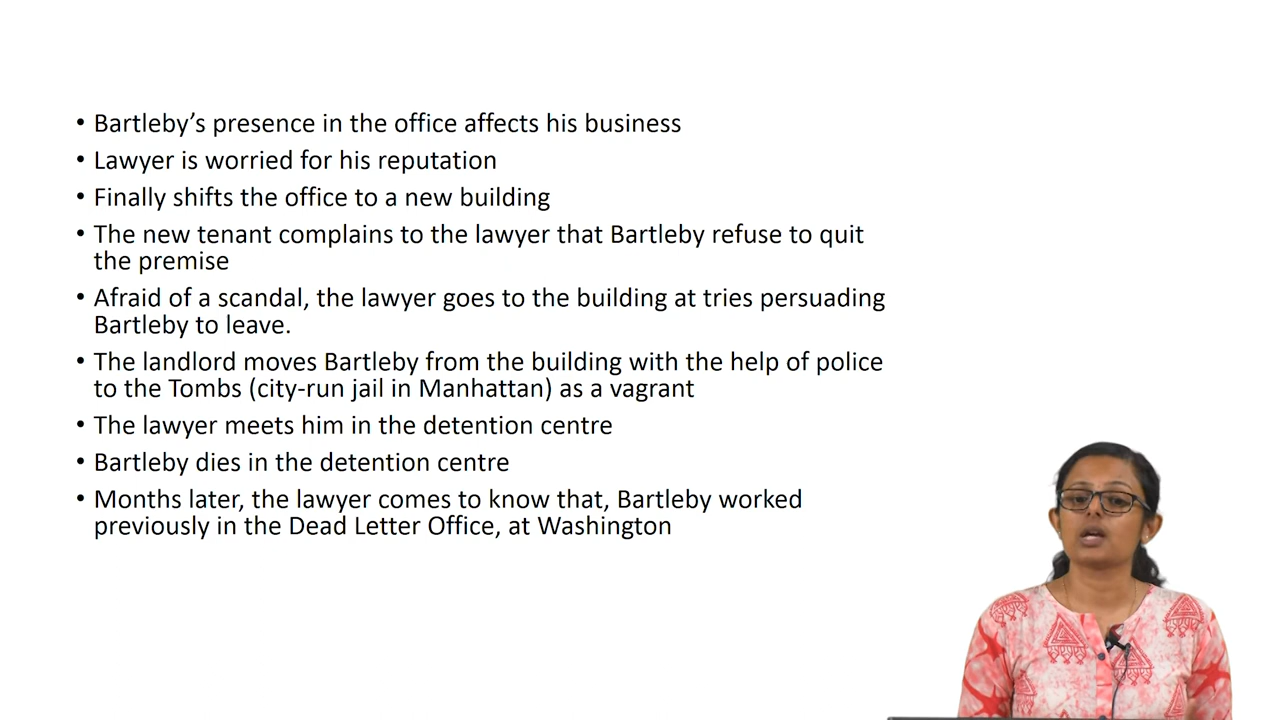 • Bartleby’s presence in the office affects his business
• Lawyer is worried for his reputation
• Finally shifts the office to a new building
• The new tenant complains to the lawyer that Bartleby refuse to quit
the premise
• Afraid of a scandal, the lawyer goes to the building at tries persuading
Bartleby to leave.
• The landlord moves Bartleby from the building with the help of police
to the Tombs (city-run jail in Manhattan) as a vagrant
• The lawyer meets him in the detention centre
• Bartleby dies in the detention centre
• Months later, the lawyer comes to know that, Bartleby worked
previously in the Dead Letter Office, at Washington